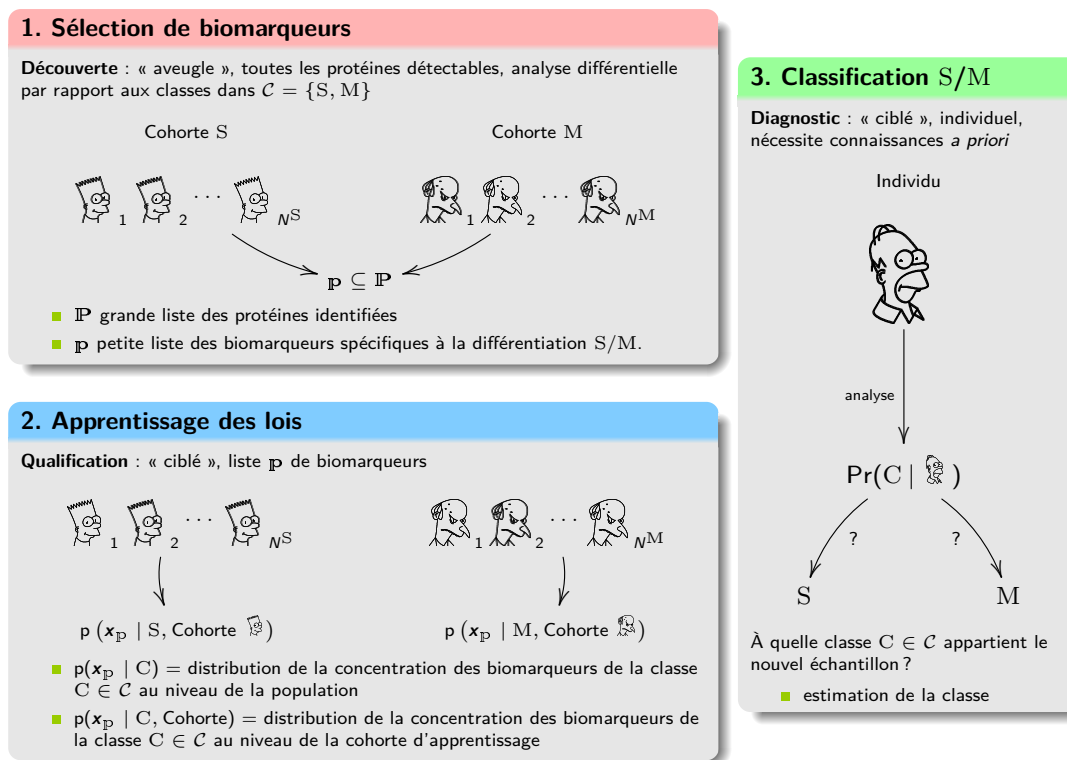 1. Sélection de biomarqueurs
Découverte : « aveugle », toutes les protéines détectables, analyse différentielle
par rapport aux classes dans 𝒞 = {S, M}
Cohorte S
Cohorte M
1 2 ··· N^S
1 2 ··· N^M
𝕡 ⊆ ℙ
ℙ grande liste des protéines identifiées
𝕡 petite liste des biomarqueurs spécifiques à la différentiation S/M.
2. Apprentissage des lois
Qualification : « ciblé », liste 𝕡 de biomarqueurs
1 2 ··· N^S
1 2 ··· N^M
p (x_𝕡 | S, Cohorte )
p (x_𝕡 | M, Cohorte )
p(x_𝕡 | C) = distribution de la concentration des biomarqueurs de la classe
C ∈ 𝒞 au niveau de la population
p(x_𝕡 | C, Cohorte) = distribution de la concentration des biomarqueurs de
la classe C ∈ 𝒞 au niveau de la cohorte d'apprentissage
3. Classification S/M
Diagnostic : « ciblé », individuel,
nécessite connaissances a priori
Individu
analyse
Pr(C | )
? ?
S M
À quelle classe C ∈ 𝒞 appartient le
nouvel échantillon ?
estimation de la classe